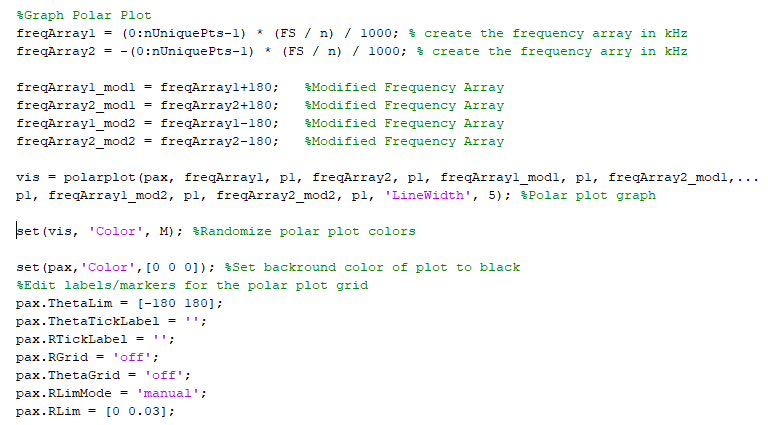 %Graph Polar Plot
freqArray1 = (0:nUniquePts-1) * (FS / n) / 1000; % create the frequency array in kHz
freqArray2 = -(0:nUniquePts-1) * (FS / n) / 1000; % create the frequency arry in kHz
freqArray1_mod1 = freqArray1+180; %Modified Frequency Array
freqArray2_mod1 = freqArray2+180; %Modified Frequency Array
freqArray1_mod2 = freqArray1-180; %Modified Frequency Array
freqArray2_mod2 = freqArray2-180; %Modified Frequency Array
vis = polarplot(pax, freqArray1, p1, freqArray2, p1, freqArray1_mod1, p1, freqArray2_mod1,...
p1, freqArray1_mod2, p1, freqArray2_mod2, p1, 'LineWidth', 5); %Polar plot graph
set(vis, 'Color', M); %Randomize polar plot colors
set(pax,'Color',[0 0 0]); %Set backround color of plot to black
%Edit labels/markers for the polar plot grid
pax.ThetaLim = [-180 180];
pax.ThetaTickLabel = '';
pax.RTickLabel = '';
pax.RGrid = 'off';
pax.ThetaGrid = 'off';
pax.RLimMode = 'manual';
pax.RLim = [0 0.03];